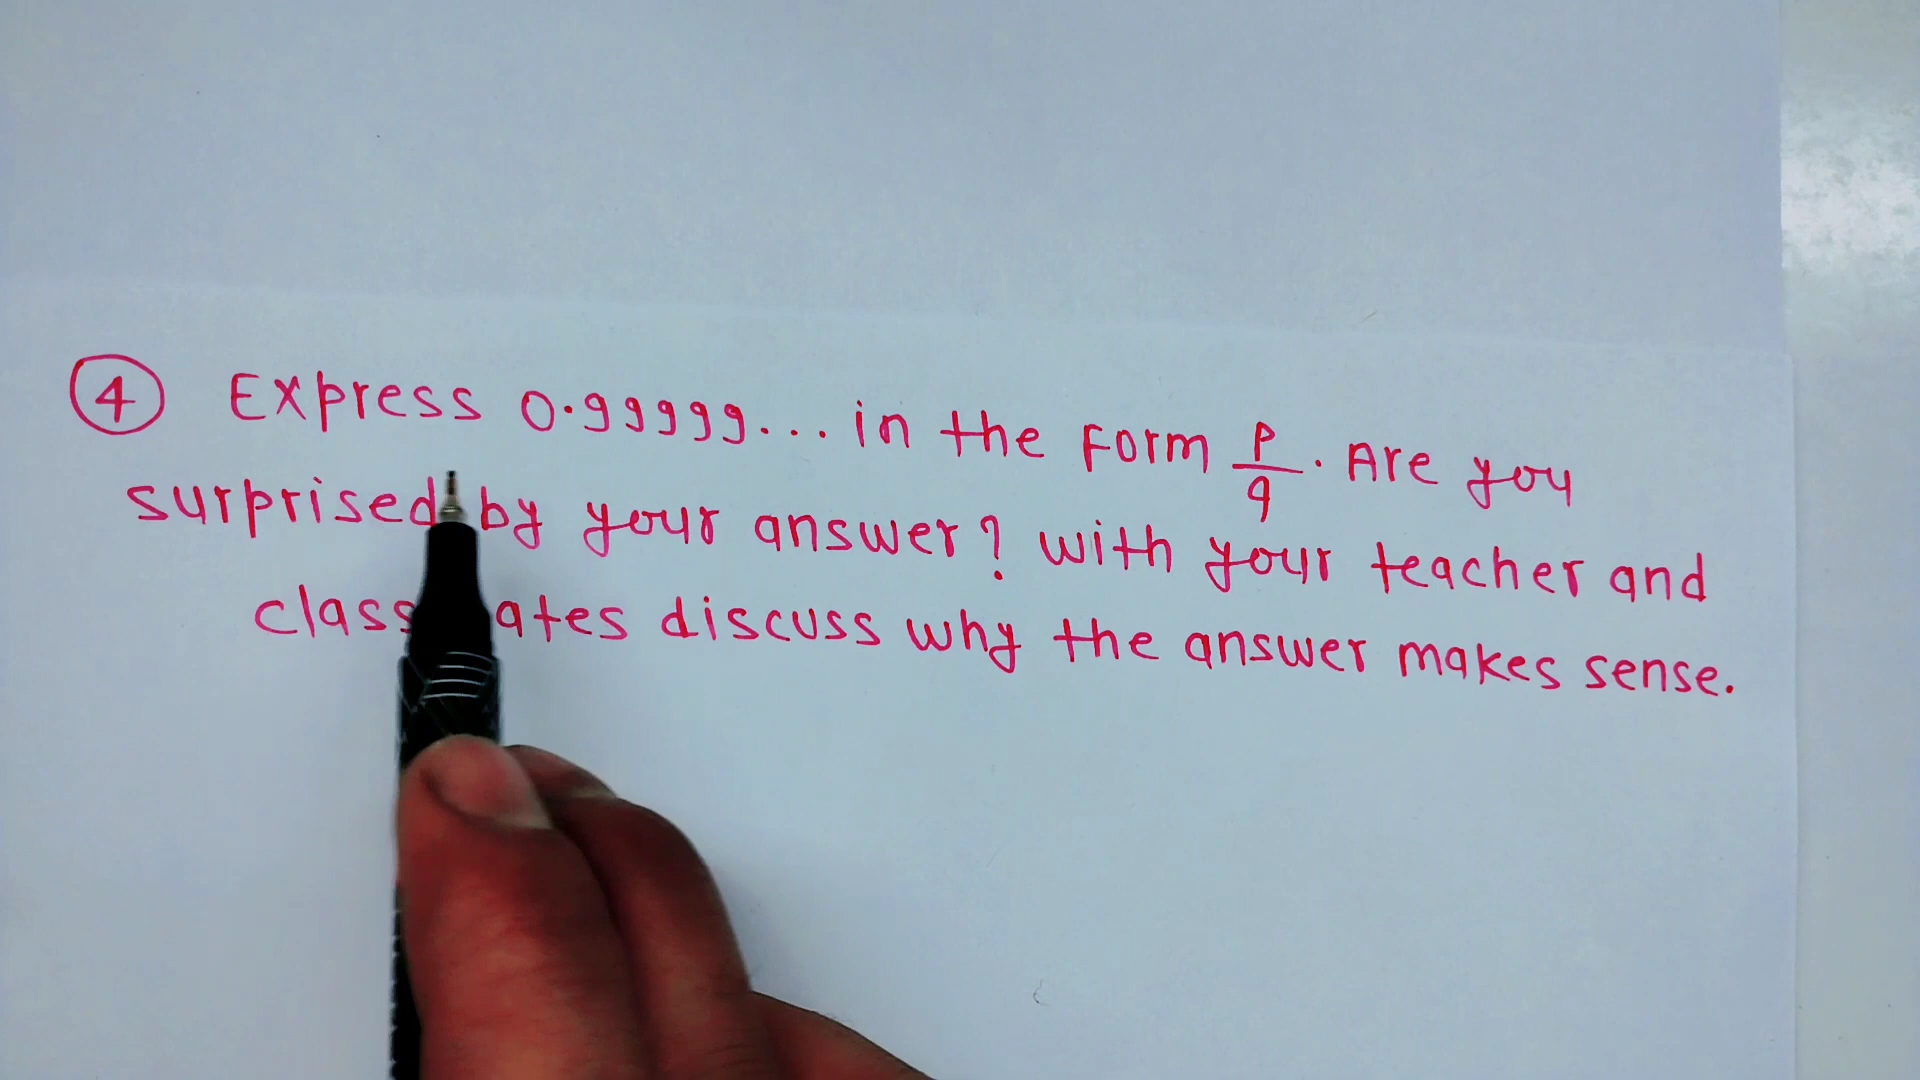 ④ Express 0.99999... in the form p/q. Are you
surprised by your answer? with your teacher and
class ates discuss why the answer makes sense.